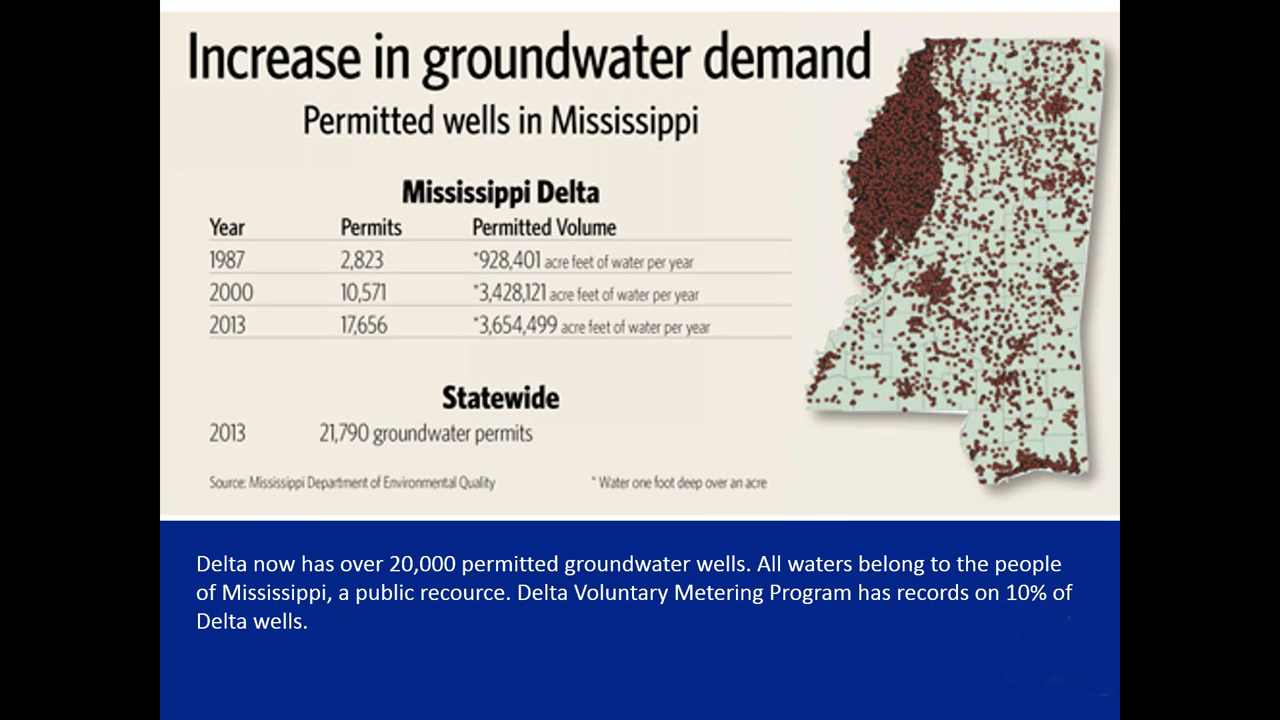 Increase in groundwater demand
Permitted wells in Mississippi
Mississippi Delta
Year Permits Permitted Volume
1987 2,823 *928,401 acre feet of water per year
2000 10,571 *3,428,121 acre feet of water per year
2013 17,656 *3,654,499 acre feet of water per year
Statewide
2013 21,790 groundwater permits
Source: Mississippi Department of Environmental Quality * Water one foot deep over an acre
Delta now has over 20,000 permitted groundwater wells. All waters belong to the people
of Mississippi, a public recource. Delta Voluntary Metering Program has records on 10% of
Delta wells.